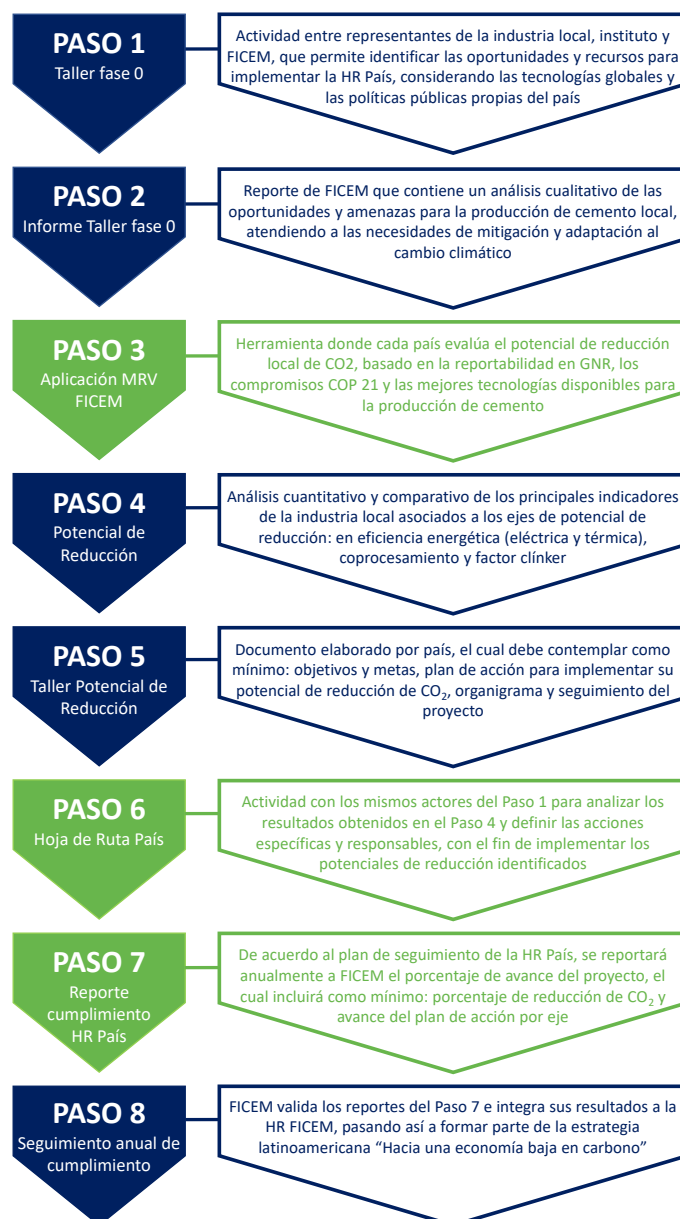 PASO 1
Taller fase 0
Actividad entre representantes de la industria local, instituto y
FICEM, que permite identificar las oportunidades y recursos para
implementar la HR País, considerando las tecnologías globales y
las políticas públicas propias del país
PASO 2
Informe Taller fase 0
Reporte de FICEM que contiene un análisis cualitativo de las
oportunidades y amenazas para la producción de cemento local,
atendiendo a las necesidades de mitigación y adaptación al
cambio climático
PASO 3
Aplicación MRV
FICEM
Herramienta donde cada país evalúa el potencial de reducción
local de CO2, basado en la reportabilidad en GNR, los
compromisos COP 21 y las mejores tecnologías disponibles para
la producción de cemento
PASO 4
Potencial de
Reducción
Análisis cuantitativo y comparativo de los principales indicadores
de la industria local asociados a los ejes de potencial de
reducción: en eficiencia energética (eléctrica y térmica),
coprocesamiento y factor clínker
PASO 5
Taller Potencial de
Reducción
Documento elaborado por país, el cual debe contemplar como
mínimo: objetivos y metas, plan de acción para implementar su
potencial de reducción de CO₂, organigrama y seguimiento del
proyecto
PASO 6
Hoja de Ruta País
Actividad con los mismos actores del Paso 1 para analizar los
resultados obtenidos en el Paso 4 y definir las acciones
específicas y responsables, con el fin de implementar los
potenciales de reducción identificados
PASO 7
Reporte
cumplimiento
HR País
De acuerdo al plan de seguimiento de la HR País, se reportará
anualmente a FICEM el porcentaje de avance del proyecto, el
cual incluirá como mínimo: porcentaje de reducción de CO₂ y
avance del plan de acción por eje
PASO 8
Seguimiento anual de
cumplimiento
FICEM valida los reportes del Paso 7 e integra sus resultados a la
HR FICEM, pasando así a formar parte de la estrategia
latinoamericana “Hacia una economía baja en carbono”